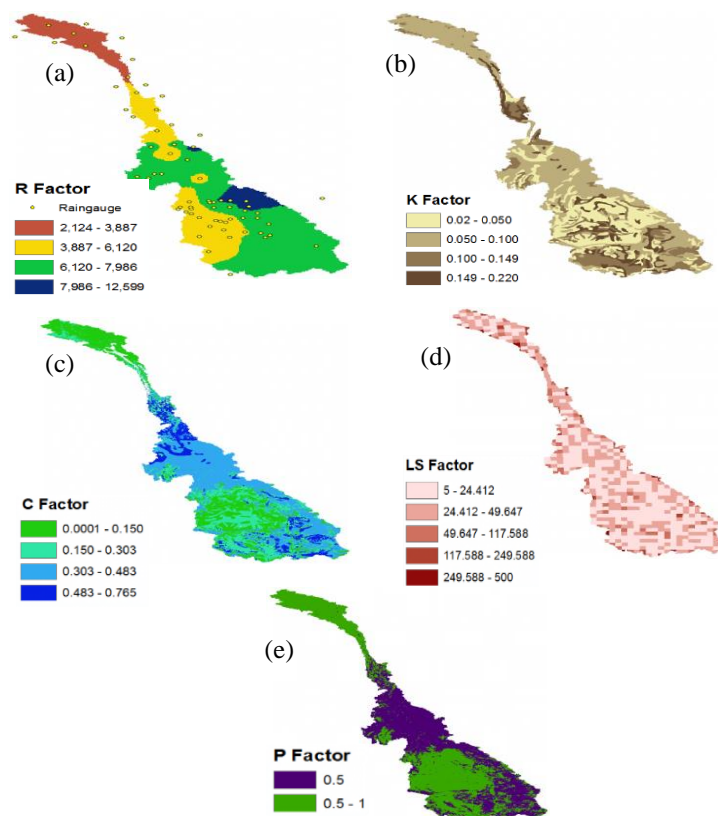 (a)
R Factor
Raingauge
2,124 - 3,887
3,887 - 6,120
6,120 - 7,986
7,986 - 12,599
(b)
K Factor
0.02 - 0.050
0.050 - 0.100
0.100 - 0.149
0.149 - 0.220
(c)
C Factor
0.0001 - 0.150
0.150 - 0.303
0.303 - 0.483
0.483 - 0.765
(d)
LS Factor
5 - 24.412
24.412 - 49.647
49.647 - 117.588
117.588 - 249.588
249.588 - 500
(e)
P Factor
0.5
0.5 - 1